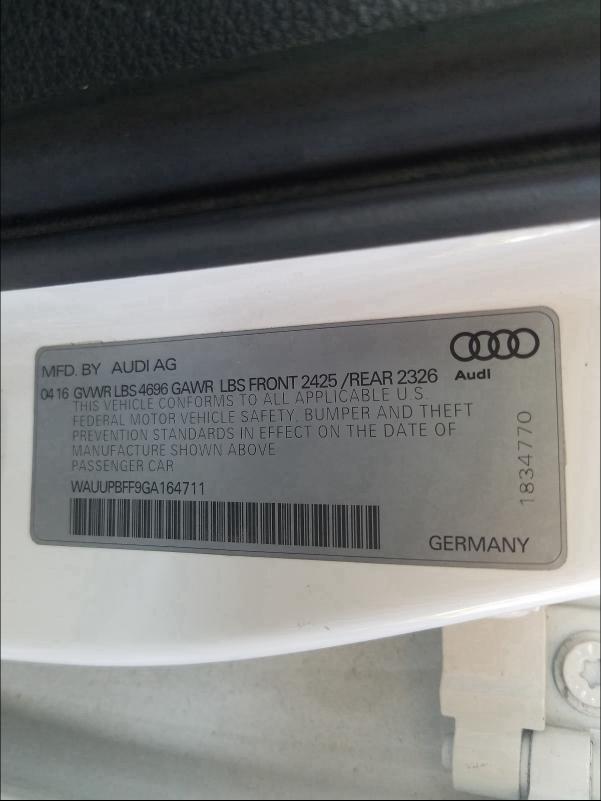 MFD. BY AUDI AG
04 16 GVWR LBS 4696 GAWR LBS FRONT 2425 /REAR 2326
Audi
THIS VEHICLE CONFORMS TO ALL APPLICABLE U.S.
FEDERAL MOTOR VEHICLE SAFETY, BUMPER AND THEFT
PREVENTION STANDARDS IN EFFECT ON THE DATE OF
MANUFACTURE SHOWN ABOVE
PASSENGER CAR
WAUUPBFF9GA164711
1834770
GERMANY